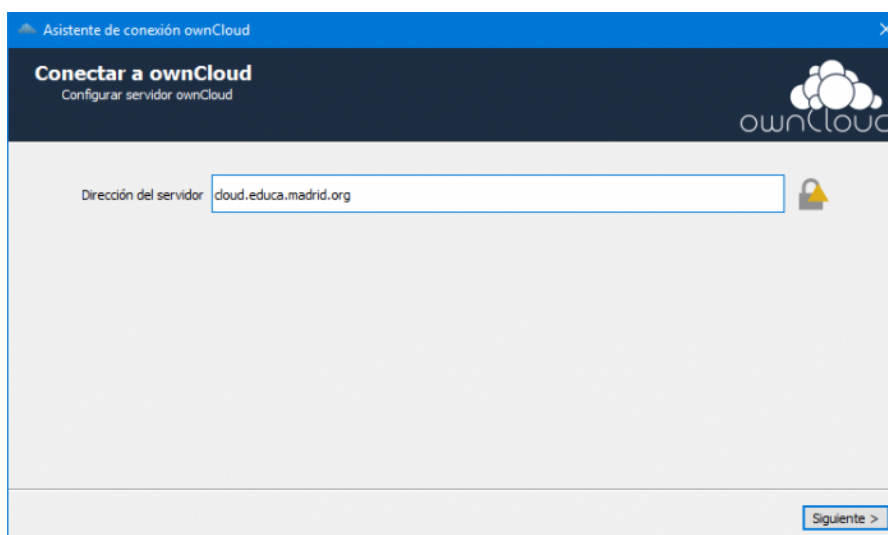 Asistente de conexión ownCloud
Conectar a ownCloud
Configurar servidor ownCloud
ownCloud
Dirección del servidor cloud.educa.madrid.org
Siguiente >